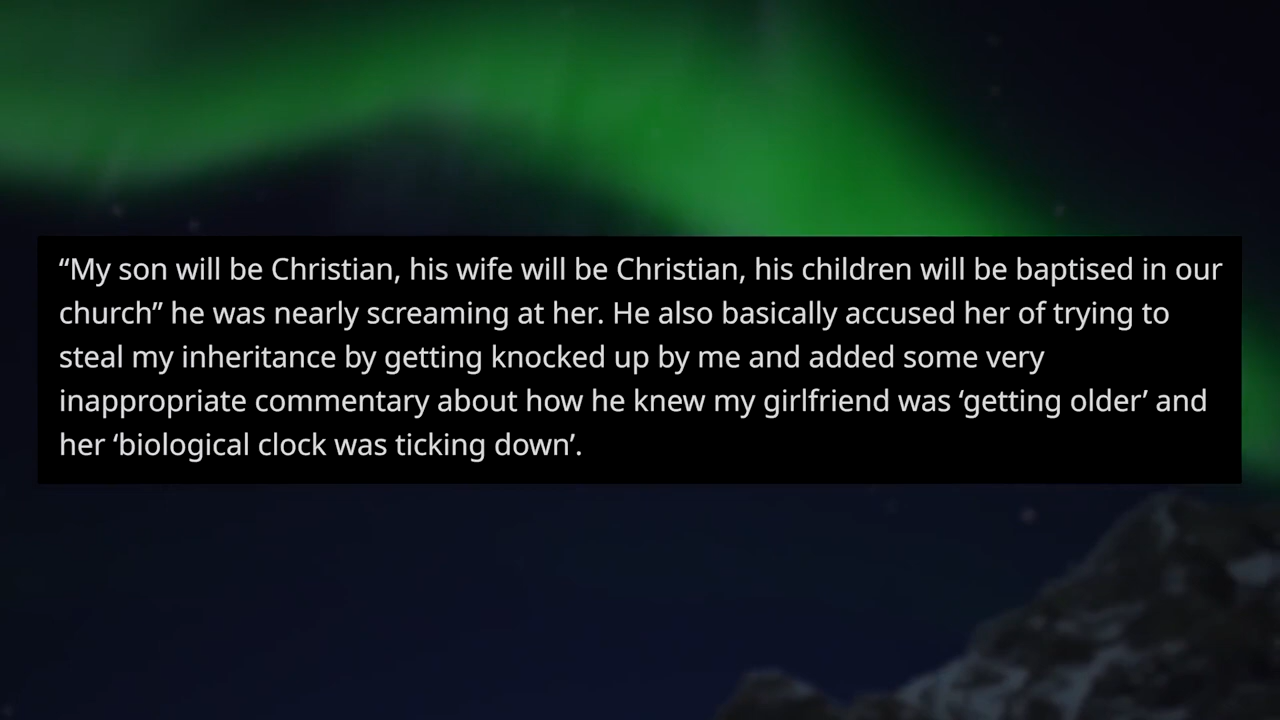 “My son will be Christian, his wife will be Christian, his children will be baptised in our
church” he was nearly screaming at her. He also basically accused her of trying to
steal my inheritance by getting knocked up by me and added some very
inappropriate commentary about how he knew my girlfriend was ‘getting older’ and
her ‘biological clock was ticking down’.